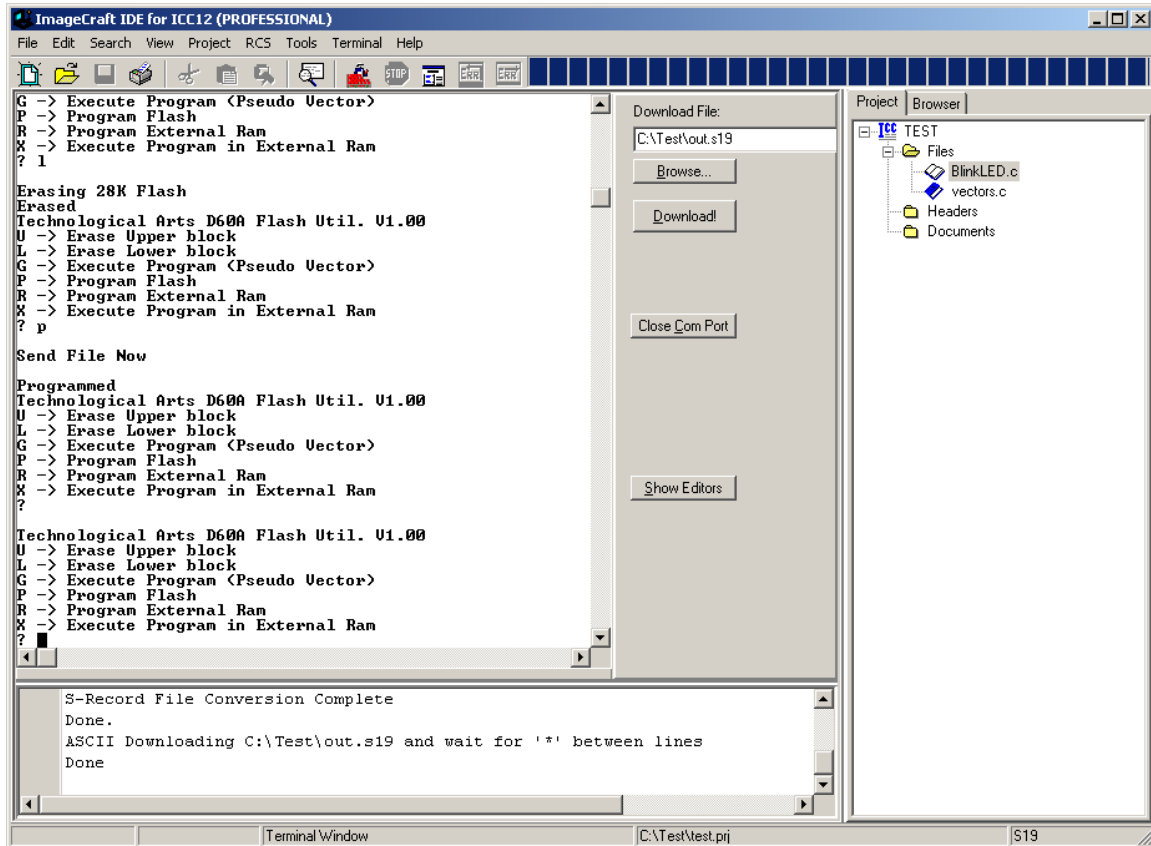 ImageCraft IDE for ICC12 (PROFESSIONAL)
File Edit Search View Project RCS Tools Terminal Help
STOP ERR ERR
G -> Execute Program (Pseudo Vector)
P -> Program Flash
R -> Program External Ram
X -> Execute Program in External Ram
? l
Erasing 28K Flash
Erased
Technological Arts D60A Flash Util. V1.00
U -> Erase Upper block
L -> Erase Lower block
G -> Execute Program (Pseudo Vector)
P -> Program Flash
R -> Program External Ram
X -> Execute Program in External Ram
? p
Send File Now
Programmed
Technological Arts D60A Flash Util. V1.00
U -> Erase Upper block
L -> Erase Lower block
G -> Execute Program (Pseudo Vector)
P -> Program Flash
R -> Program External Ram
X -> Execute Program in External Ram
?
Technological Arts D60A Flash Util. V1.00
U -> Erase Upper block
L -> Erase Lower block
G -> Execute Program (Pseudo Vector)
P -> Program Flash
R -> Program External Ram
X -> Execute Program in External Ram
?
Download File:
C:\Test\out.s19
Browse...
Download!
Close Com Port
Show Editors
Project Browser
ICC TEST
Files
BlinkLED.c
vectors.c
Headers
Documents
S-Record File Conversion Complete
Done.
ASCII Downloading C:\Test\out.s19 and wait for '*' between lines
Done
Terminal Window C:\Test\test.prj S19